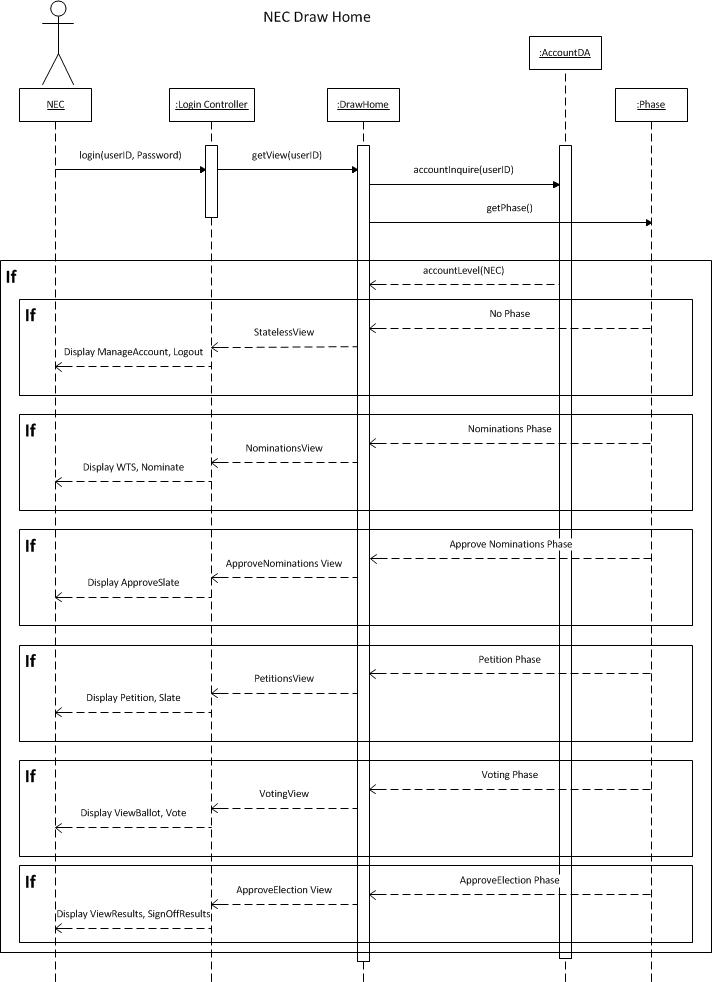 NEC Draw Home
:AccountDA
NEC
:Login Controller
:DrawHome
:Phase
login(userID, Password)
getView(userID)
accountInquire(userID)
getPhase()
If
accountLevel(NEC)
If
No Phase
StatelessView
Display ManageAccount, Logout
If
Nominations Phase
NominationsView
Display WTS, Nominate
If
Approve Nominations Phase
ApproveNominations View
Display ApproveSlate
If
Petition Phase
PetitionsView
Display Petition, Slate
If
Voting Phase
VotingView
Display ViewBallot, Vote
If
ApproveElection Phase
ApproveElection View
Display ViewResults, SignOffResults